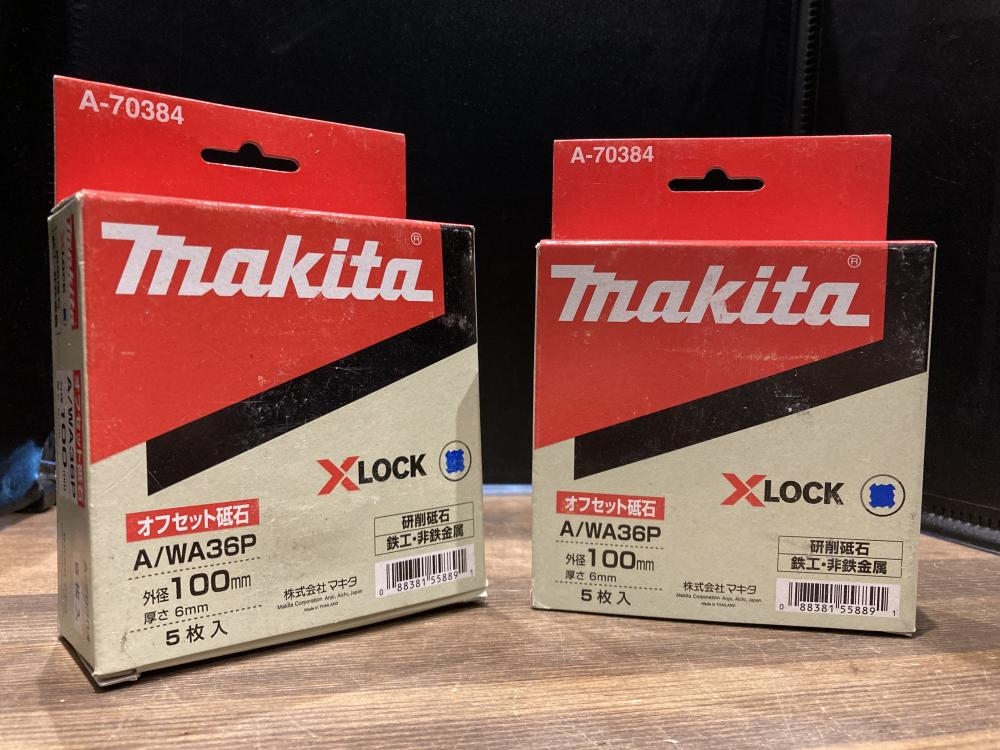 A-70384
makita®
X LOCK
オフセット砥石
A/WA36P
外径100mm
厚さ 6mm
5枚入
研削砥石
鉄工・非鉄金属
株式会社マキタ
Makita Corporation Anjo, Aichi, Japan
Made in THAILAND
0 88381 55889 1
A/WA36P
A-70384
makita®
X LOCK
オフセット砥石
A/WA36P
外径100mm
厚さ 6mm
5枚入
研削砥石
鉄工・非鉄金属
株式会社マキタ
Makita Corporation Anjo, Aichi, Japan
Made in THAILAND
0 88381 55889 1